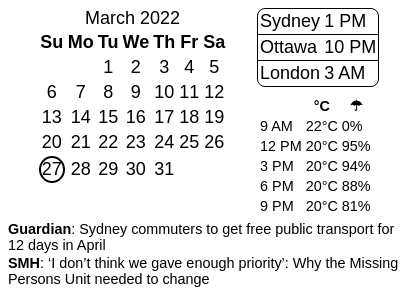 March 2022
Su Mo Tu We Th Fr Sa
1 2 3 4 5
6 7 8 9 10 11 12
13 14 15 16 17 18 19
20 21 22 23 24 25 26
27 28 29 30 31
Sydney 1 PM
Ottawa 10 PM
London 3 AM
°C ☂
9 AM 22°C 0%
12 PM 20°C 95%
3 PM 20°C 94%
6 PM 20°C 88%
9 PM 20°C 81%
Guardian: Sydney commuters to get free public transport for
12 days in April
SMH: ‘I don’t think we gave enough priority’: Why the Missing
Persons Unit needed to change